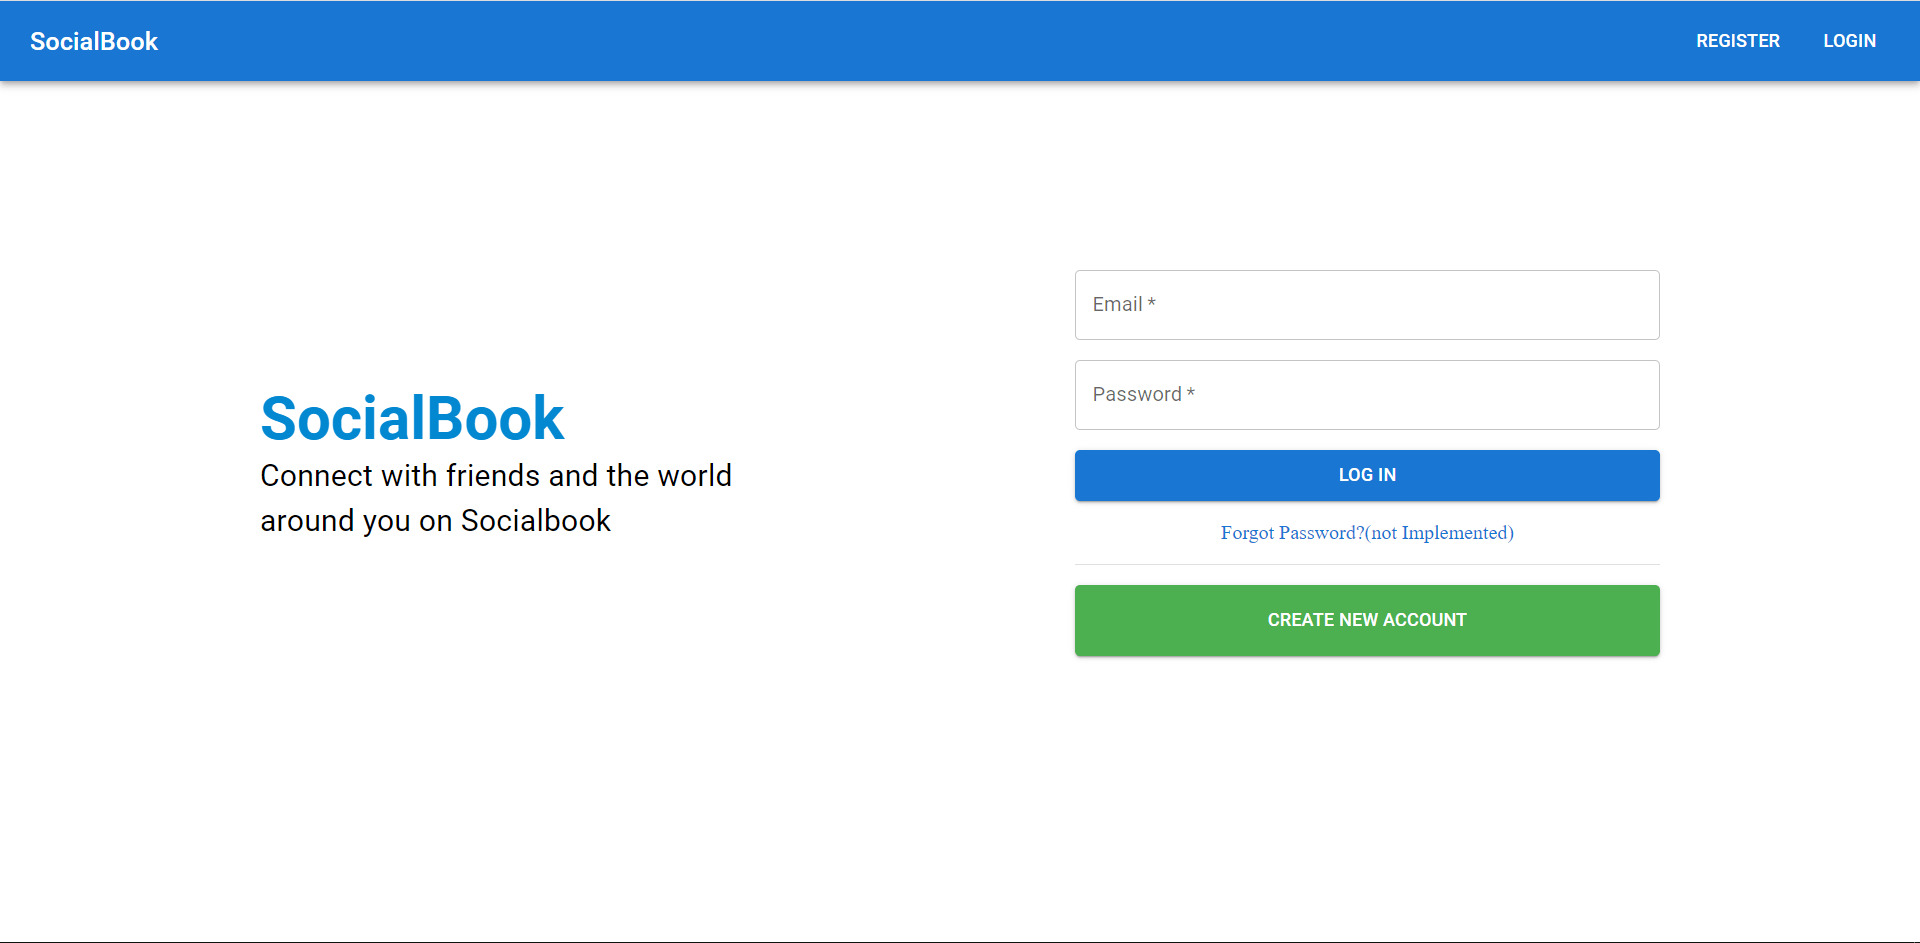 SocialBook
REGISTER
LOGIN
SocialBook
Connect with friends and the world
around you on Socialbook
Email *
Password *
LOG IN
Forgot Password?(not Implemented)
CREATE NEW ACCOUNT